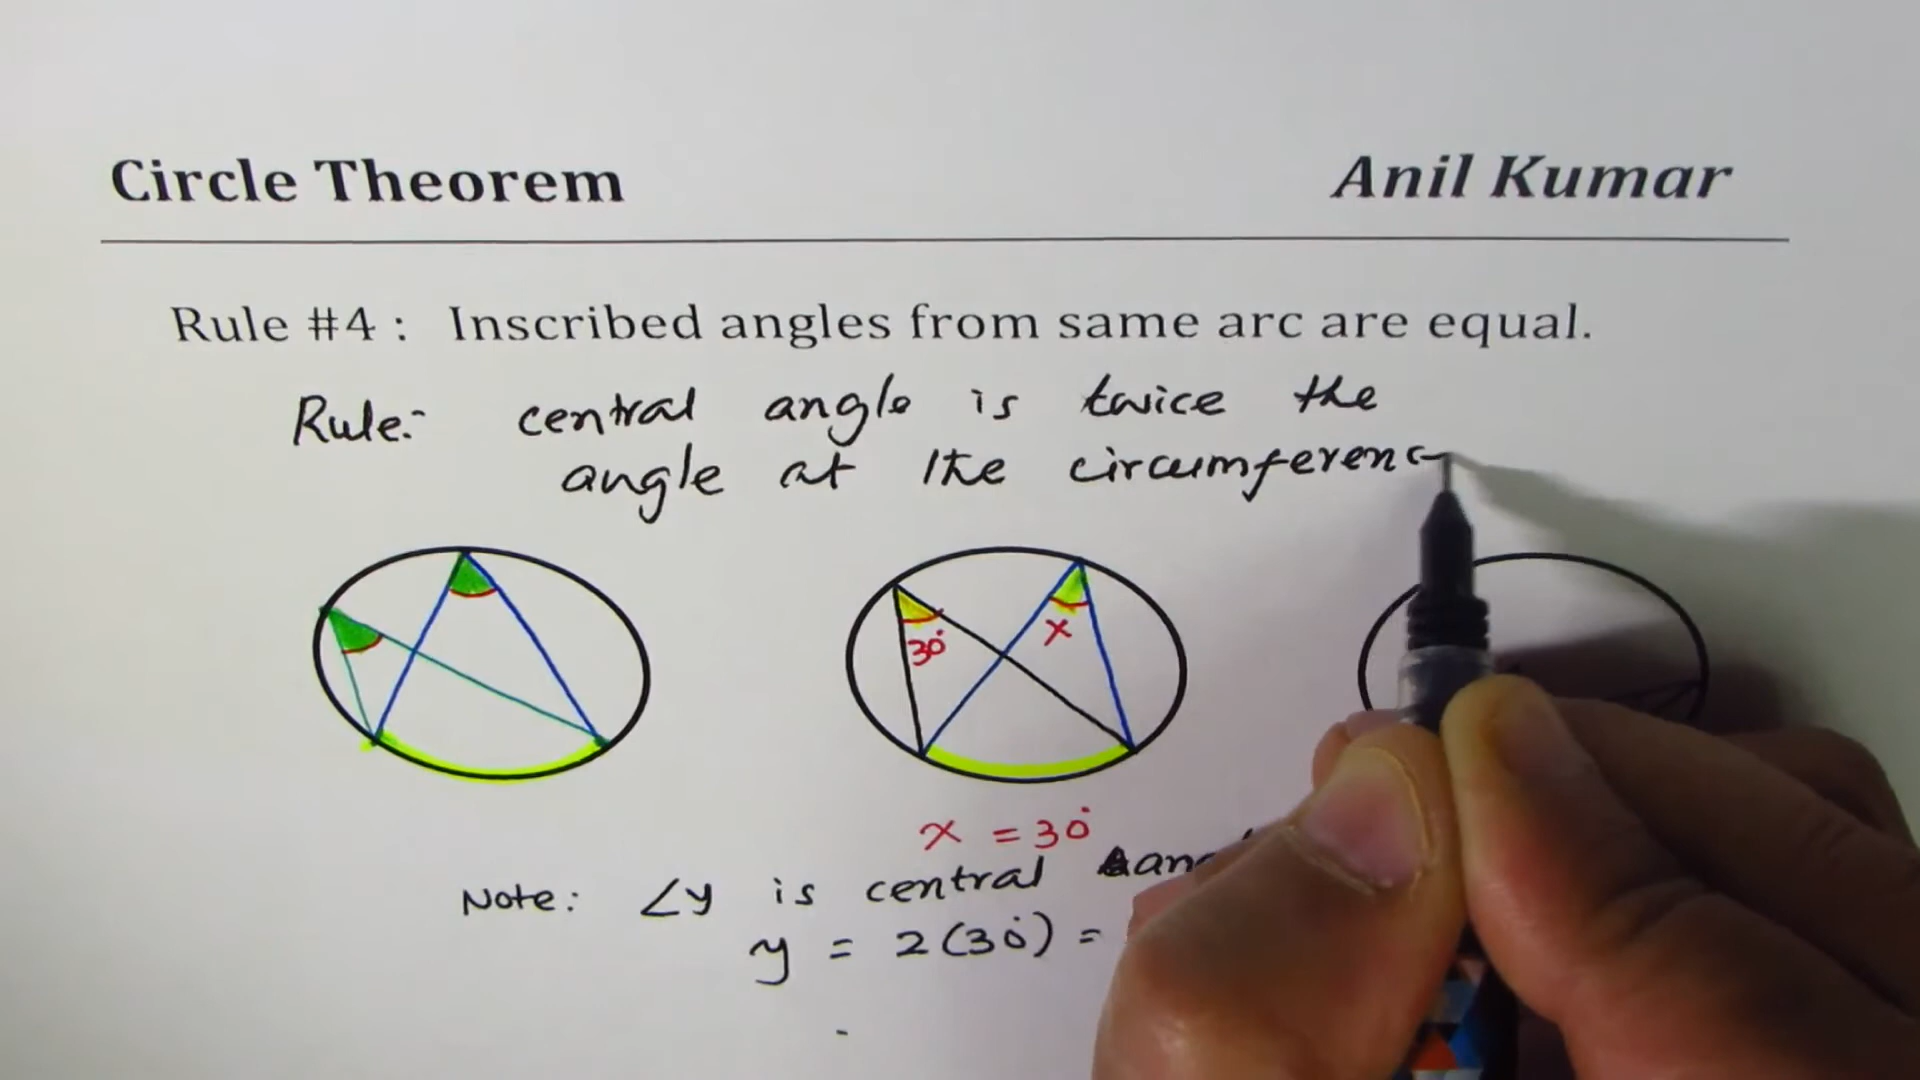 Circle Theorem Anil Kumar
Rule #4 : Inscribed angles from same arc are equal.
Rule:- central angle is twice the
angle at the circumferenc
30° x
x = 30°
Note: ∠y is central
y = 2(30°) =